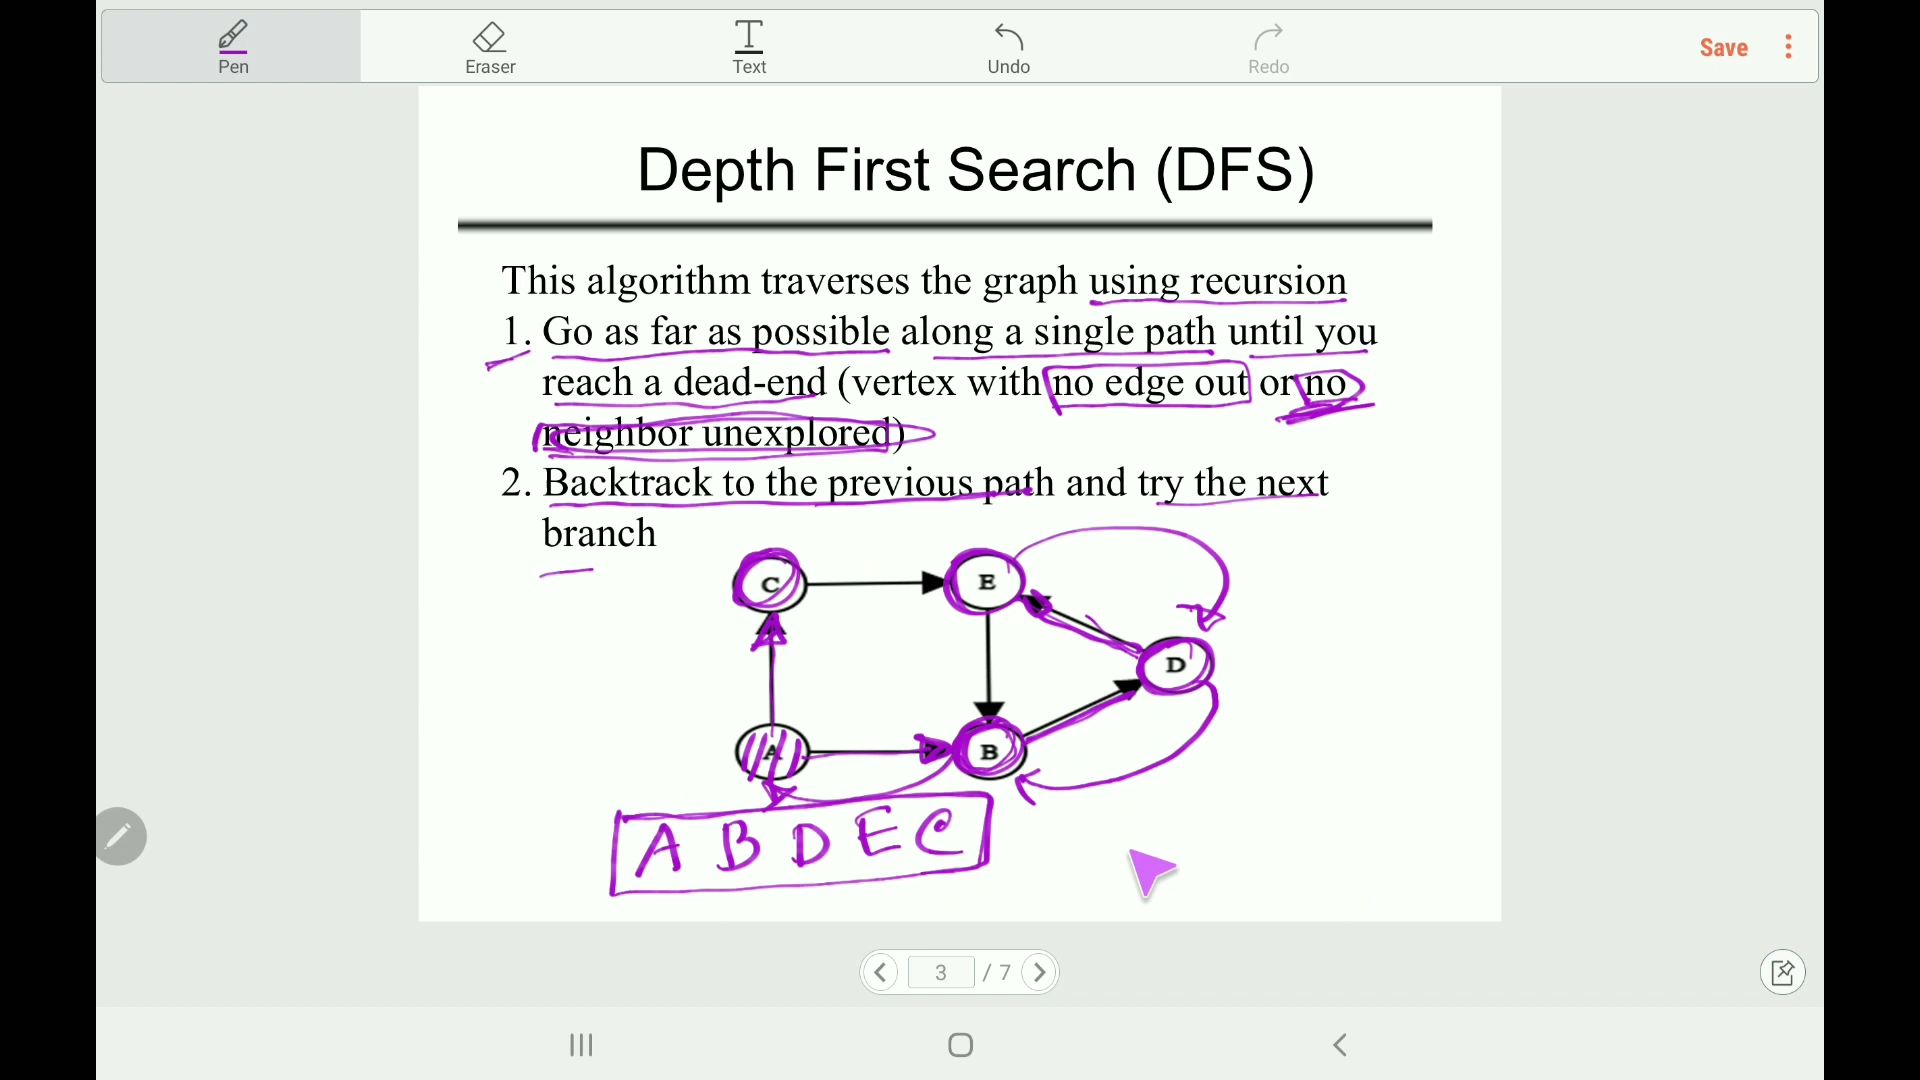 Pen
Eraser
Text
Undo
Redo
Save
Depth First Search (DFS)
This algorithm traverses the graph using recursion
1. Go as far as possible along a single path until you
reach a dead-end (vertex with no edge out or no
neighbor unexplored)
2. Backtrack to the previous path and try the next
branch
C
E
D
A
B
A B D E C
3 / 7